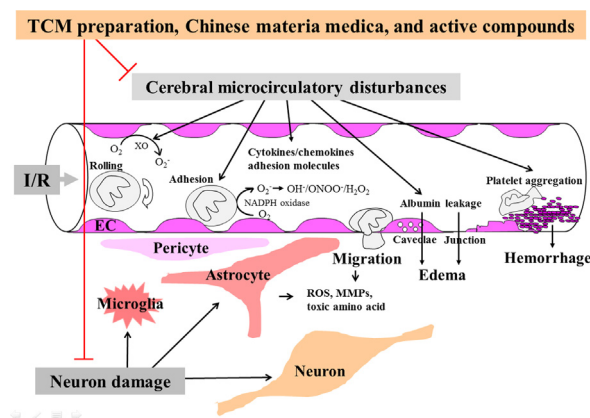 TCM preparation, Chinese materia medica, and active compounds
Cerebral microcirculatory disturbances
O₂
XO
O₂⁻
Rolling
I/R
EC
Adhesion
Cytokines/chemokines
adhesion molecules
O₂⁻
OH⁻/ONOO⁻/H₂O₂
NADPH oxidase
O₂
Platelet aggregation
Albumin leakage
Caveolae
Junction
Pericyte
Migration
Edema
Hemorrhage
Astrocyte
Microglia
ROS, MMPs,
toxic amino acid
Neuron damage
Neuron